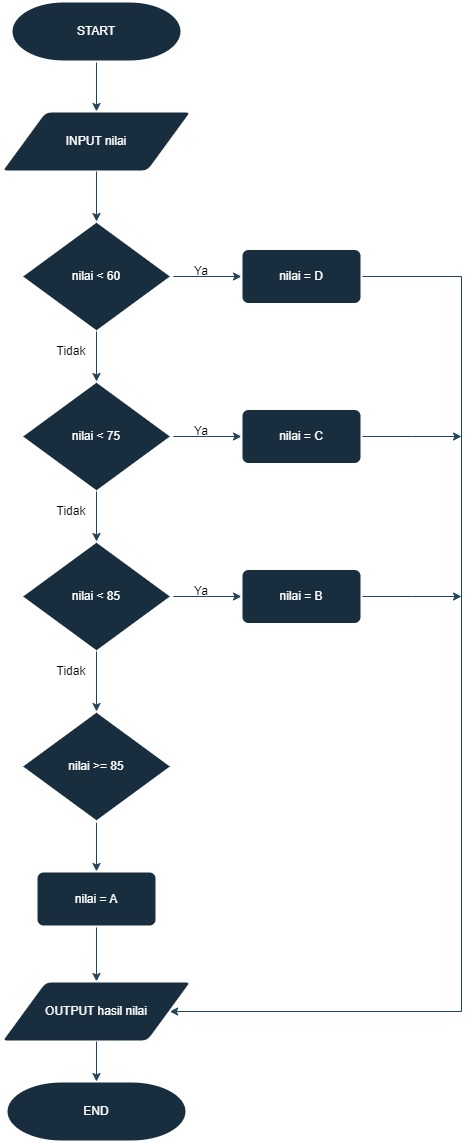 START
INPUT nilai
nilai < 60
Ya
nilai = D
Tidak
nilai < 75
Ya
nilai = C
Tidak
nilai < 85
Ya
nilai = B
Tidak
nilai >= 85
nilai = A
OUTPUT hasil nilai
END